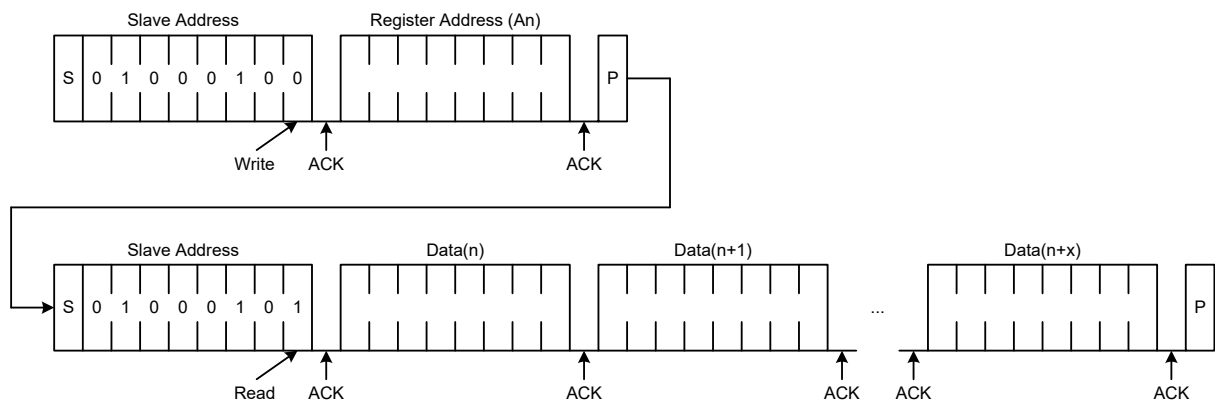 Slave Address Register Address (An)
S 0 1 0 0 0 1 0 0 P
Write ACK ACK
Slave Address Data(n) Data(n+1) Data(n+x)
S 0 1 0 0 0 1 0 1 ... P
Read ACK ACK ACK ACK ACK